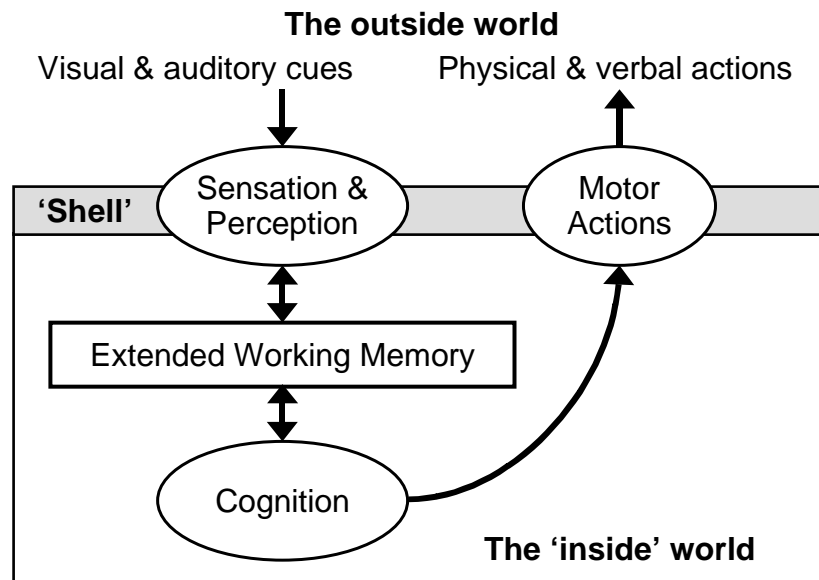 The outside world
Visual & auditory cues
Physical & verbal actions
Sensation &
Perception
Motor
Actions
‘Shell’
Extended Working Memory
Cognition
The ‘inside’ world